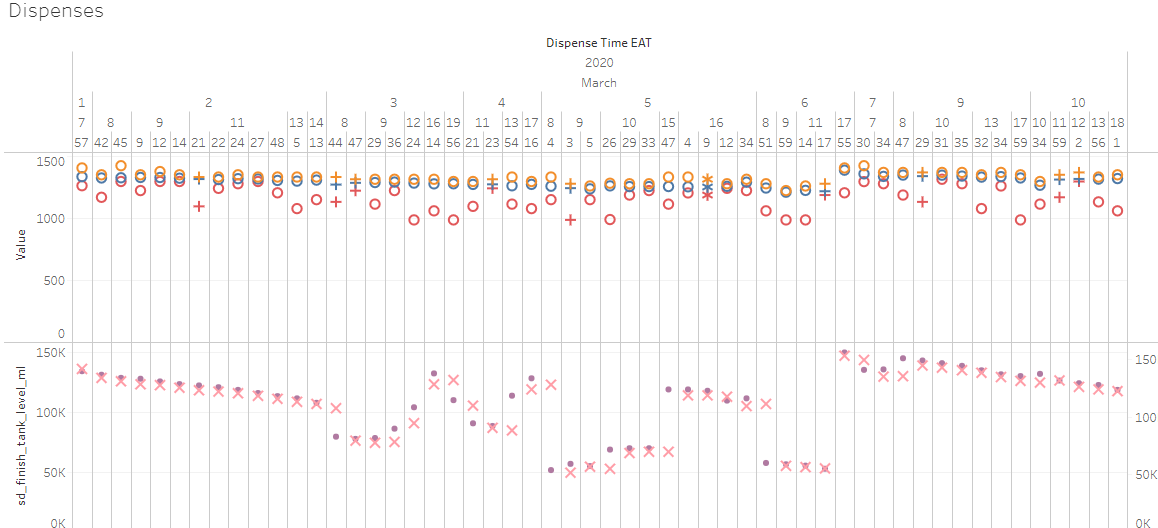 Dispenses
Dispense Time EAT
2020
March
1 2 3 4 5 6 7 9 10
7 8 9 11 13 14 8 9 12 16 19 11 13 17 8 9 10 15 16 8 9 11 17 7 8 10 13 17 10 11 12 13 18
57 42 45 9 12 14 21 22 24 27 48 5 13 44 47 29 36 24 14 56 21 23 54 16 4 3 5 26 29 33 47 4 9 12 34 51 59 14 17 55 30 34 47 29 31 35 32 34 59 34 59 2 56 1
1500
1000
500
0
Value
150K
100K
50K
0K
sd_finish_tank_level_ml
150
100
50K
0K